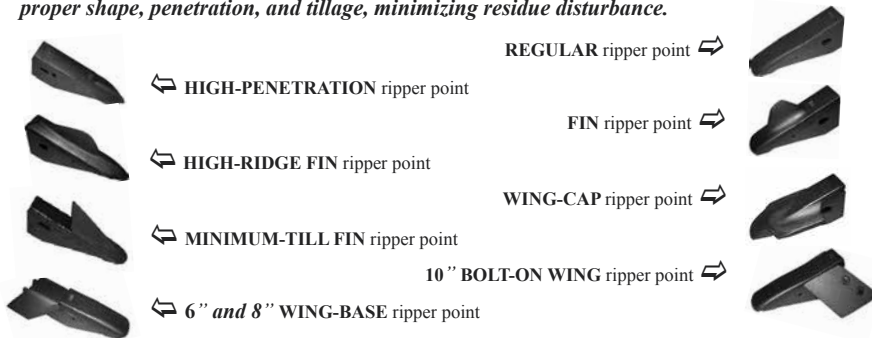 proper shape, penetration, and tillage, minimizing residue disturbance.
REGULAR ripper point ⇨
⇦ HIGH-PENETRATION ripper point
FIN ripper point ⇨
⇦ HIGH-RIDGE FIN ripper point
WING-CAP ripper point ⇨
⇦ MINIMUM-TILL FIN ripper point
10" BOLT-ON WING ripper point ⇨
⇦ 6" and 8" WING-BASE ripper point